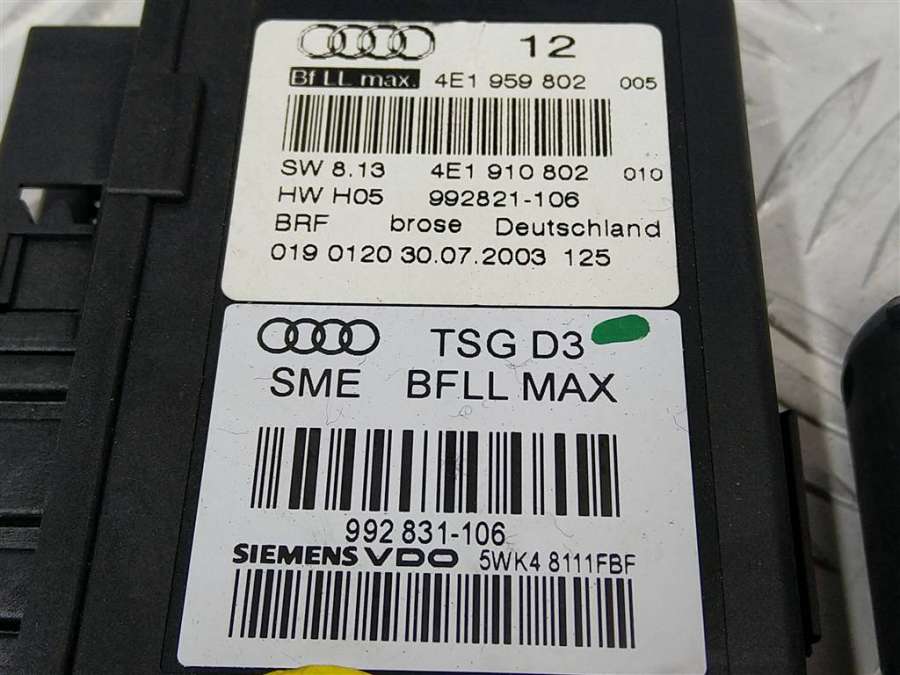 12
Bf LL max. 4E1 959 802 005
SW 8.13 4E1 910 802 010
HW H05 992821-106
BRF brose Deutschland
019 0120 30.07.2003 125
TSG D3
SME BFLL MAX
992 831-106
SIEMENS VDO 5WK4 8111FBF